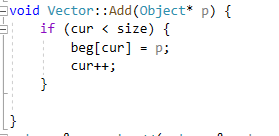 void Vector::Add(Object* p) {
if (cur < size) {
beg[cur] = p;
cur++;
}
}